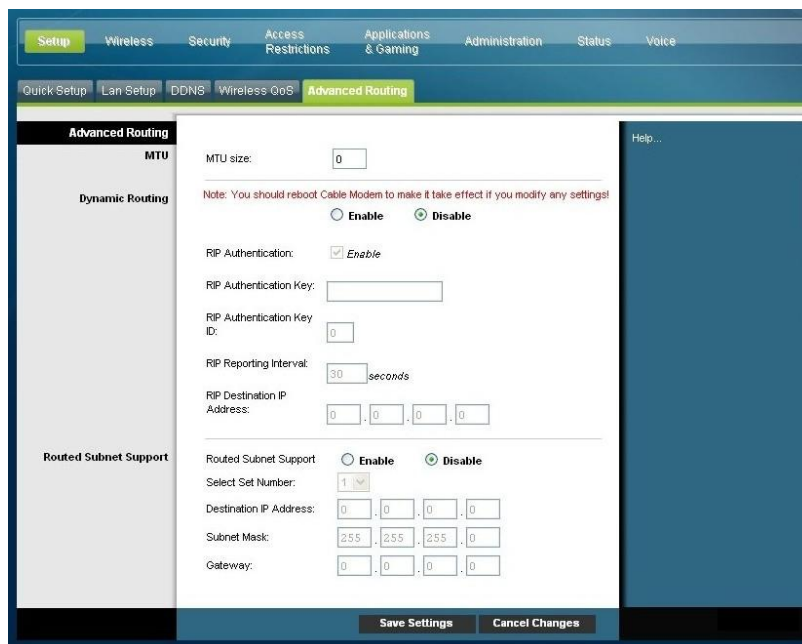 Setup Wireless Security Access Restrictions Applications & Gaming Administration Status Voice
Quick Setup Lan Setup DDNS Wireless QoS Advanced Routing
Advanced Routing
Help...
MTU
MTU size: 0
Dynamic Routing
Note: You should reboot Cable Modem to make it take effect if you modify any settings!
Enable Disable
RIP Authentication: Enable
RIP Authentication Key:
RIP Authentication Key
ID: 0
RIP Reporting Interval: 30 seconds
RIP Destination IP
Address: 0 . 0 . 0 . 0
Routed Subnet Support
Routed Subnet Support Enable Disable
Select Set Number: 1
Destination IP Address: 0 . 0 . 0 . 0
Subnet Mask: 255 . 255 . 255 . 0
Gateway: 0 . 0 . 0 . 0
Save Settings Cancel Changes